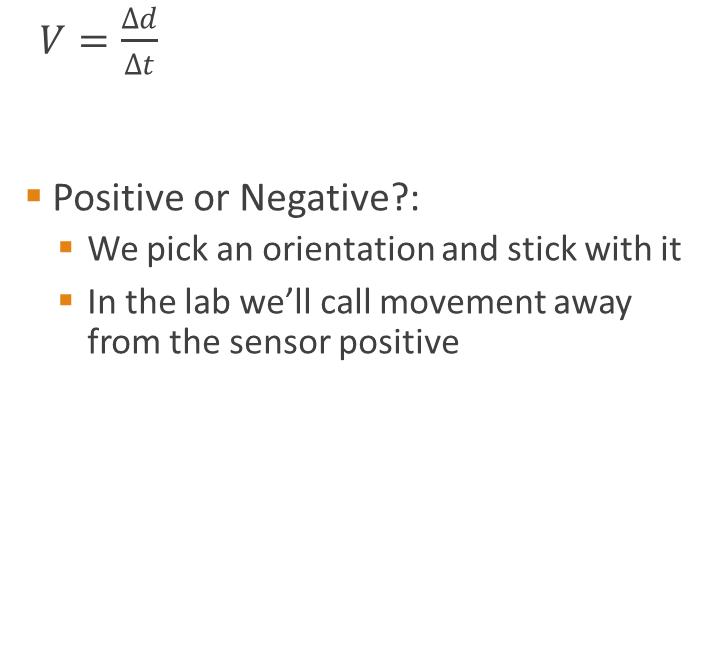 V = Δd/Δt
▪ Positive or Negative?:
▪ We pick an orientation and stick with it
▪ In the lab we’ll call movement away
from the sensor positive